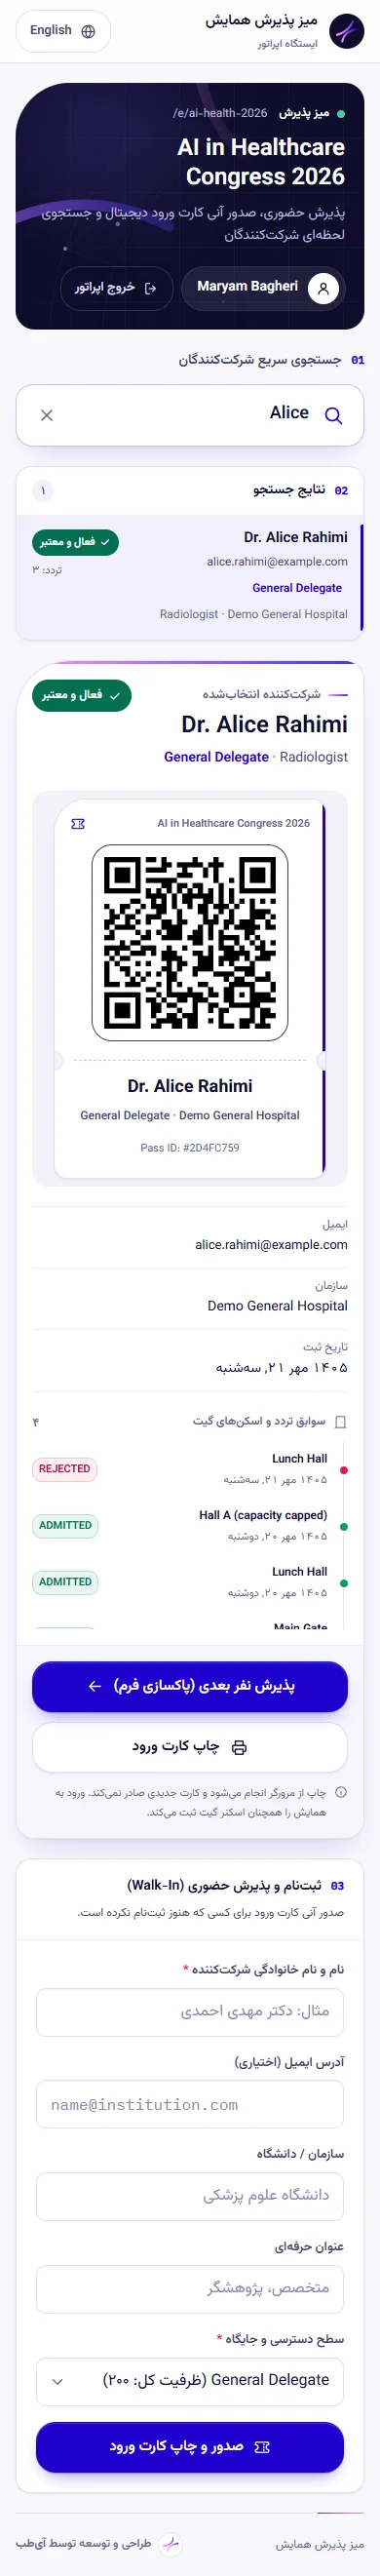 میز پذیرش همایش
ایستگاه اپراتور
English
میز پذیرش
/e/ai-health-2026
AI in Healthcare
Congress 2026
پذیرش حضوری، صدور آنی کارت ورود دیجیتال و جستجوی
لحظه‌ای شرکت‌کنندگان
Maryam Bagheri
خروج اپراتور
01 جستجوی سریع شرکت‌کنندگان
Alice
02 نتایج جستجو
۱
Dr. Alice Rahimi
فعال و معتبر
alice.rahimi@example.com
تردد: ۳
General Delegate
Radiologist · Demo General Hospital
شرکت‌کننده انتخاب‌شده
فعال و معتبر
Dr. Alice Rahimi
General Delegate · Radiologist
AI in Healthcare Congress 2026
Dr. Alice Rahimi
General Delegate · Demo General Hospital
Pass ID: #2D4FC759
ایمیل
alice.rahimi@example.com
سازمان
Demo General Hospital
تاریخ ثبت
۱۴۰۵ مهر ۲۱, سه‌شنبه
سوابق تردد و اسکن‌های گیت
۴
Lunch Hall
۱۴۰۵ مهر ۲۱, سه‌شنبه
REJECTED
Hall A (capacity capped)
۱۴۰۵ مهر ۲۰, دوشنبه
ADMITTED
Lunch Hall
۱۴۰۵ مهر ۲۰, دوشنبه
ADMITTED
Main Gate
پذیرش نفر بعدی (پاکسازی فرم)
چاپ کارت ورود
چاپ از مرورگر انجام می‌شود و کارت جدیدی صادر نمی‌کند. ورود به
همایش را همچنان اسکنر گیت ثبت می‌کند.
03 ثبت‌نام و پذیرش حضوری (Walk-In)
صدور آنی کارت ورود برای کسی که هنوز ثبت‌نام نکرده است.
نام و نام خانوادگی شرکت‌کننده *
مثال: دکتر مهدی احمدی
آدرس ایمیل (اختیاری)
name@institution.com
سازمان / دانشگاه
دانشگاه علوم پزشکی
عنوان حرفه‌ای
متخصص، پژوهشگر
سطح دسترسی و جایگاه *
General Delegate (ظرفیت کل: ۲۰۰)
صدور و چاپ کارت ورود
میز پذیرش همایش
طراحی و توسعه توسط آی‌طب